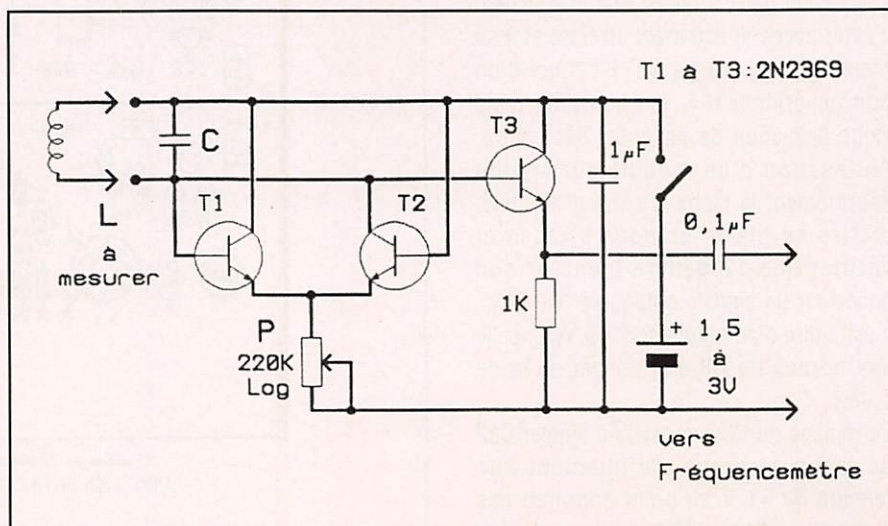 T1 à T3:2N2369
T3
1µF
C
T1
T2
L
à
mesurer
0,1µF
P
220K
Log
1K
+ 1,5
à
3V
vers
Fréquencemètre